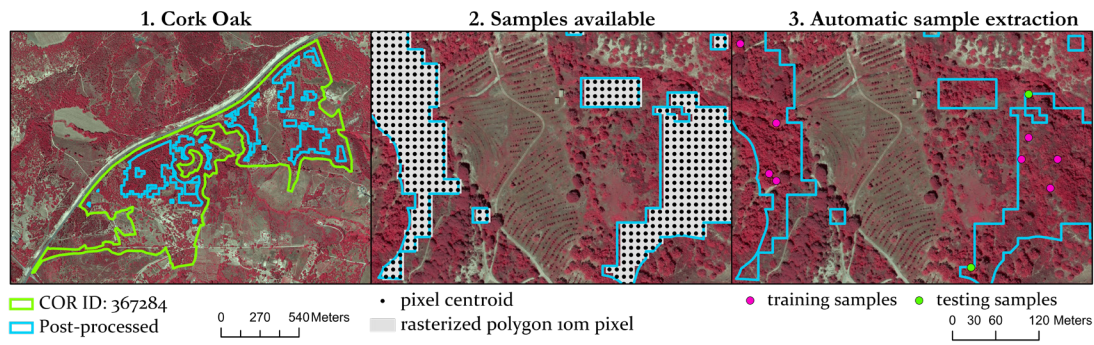 1. Cork Oak
2. Samples available
3. Automatic sample extraction
COR ID: 367284
Post-processed
0 270 540 Meters
pixel centroid
rasterized polygon 10m pixel
training samples
testing samples
0 30 60 120 Meters